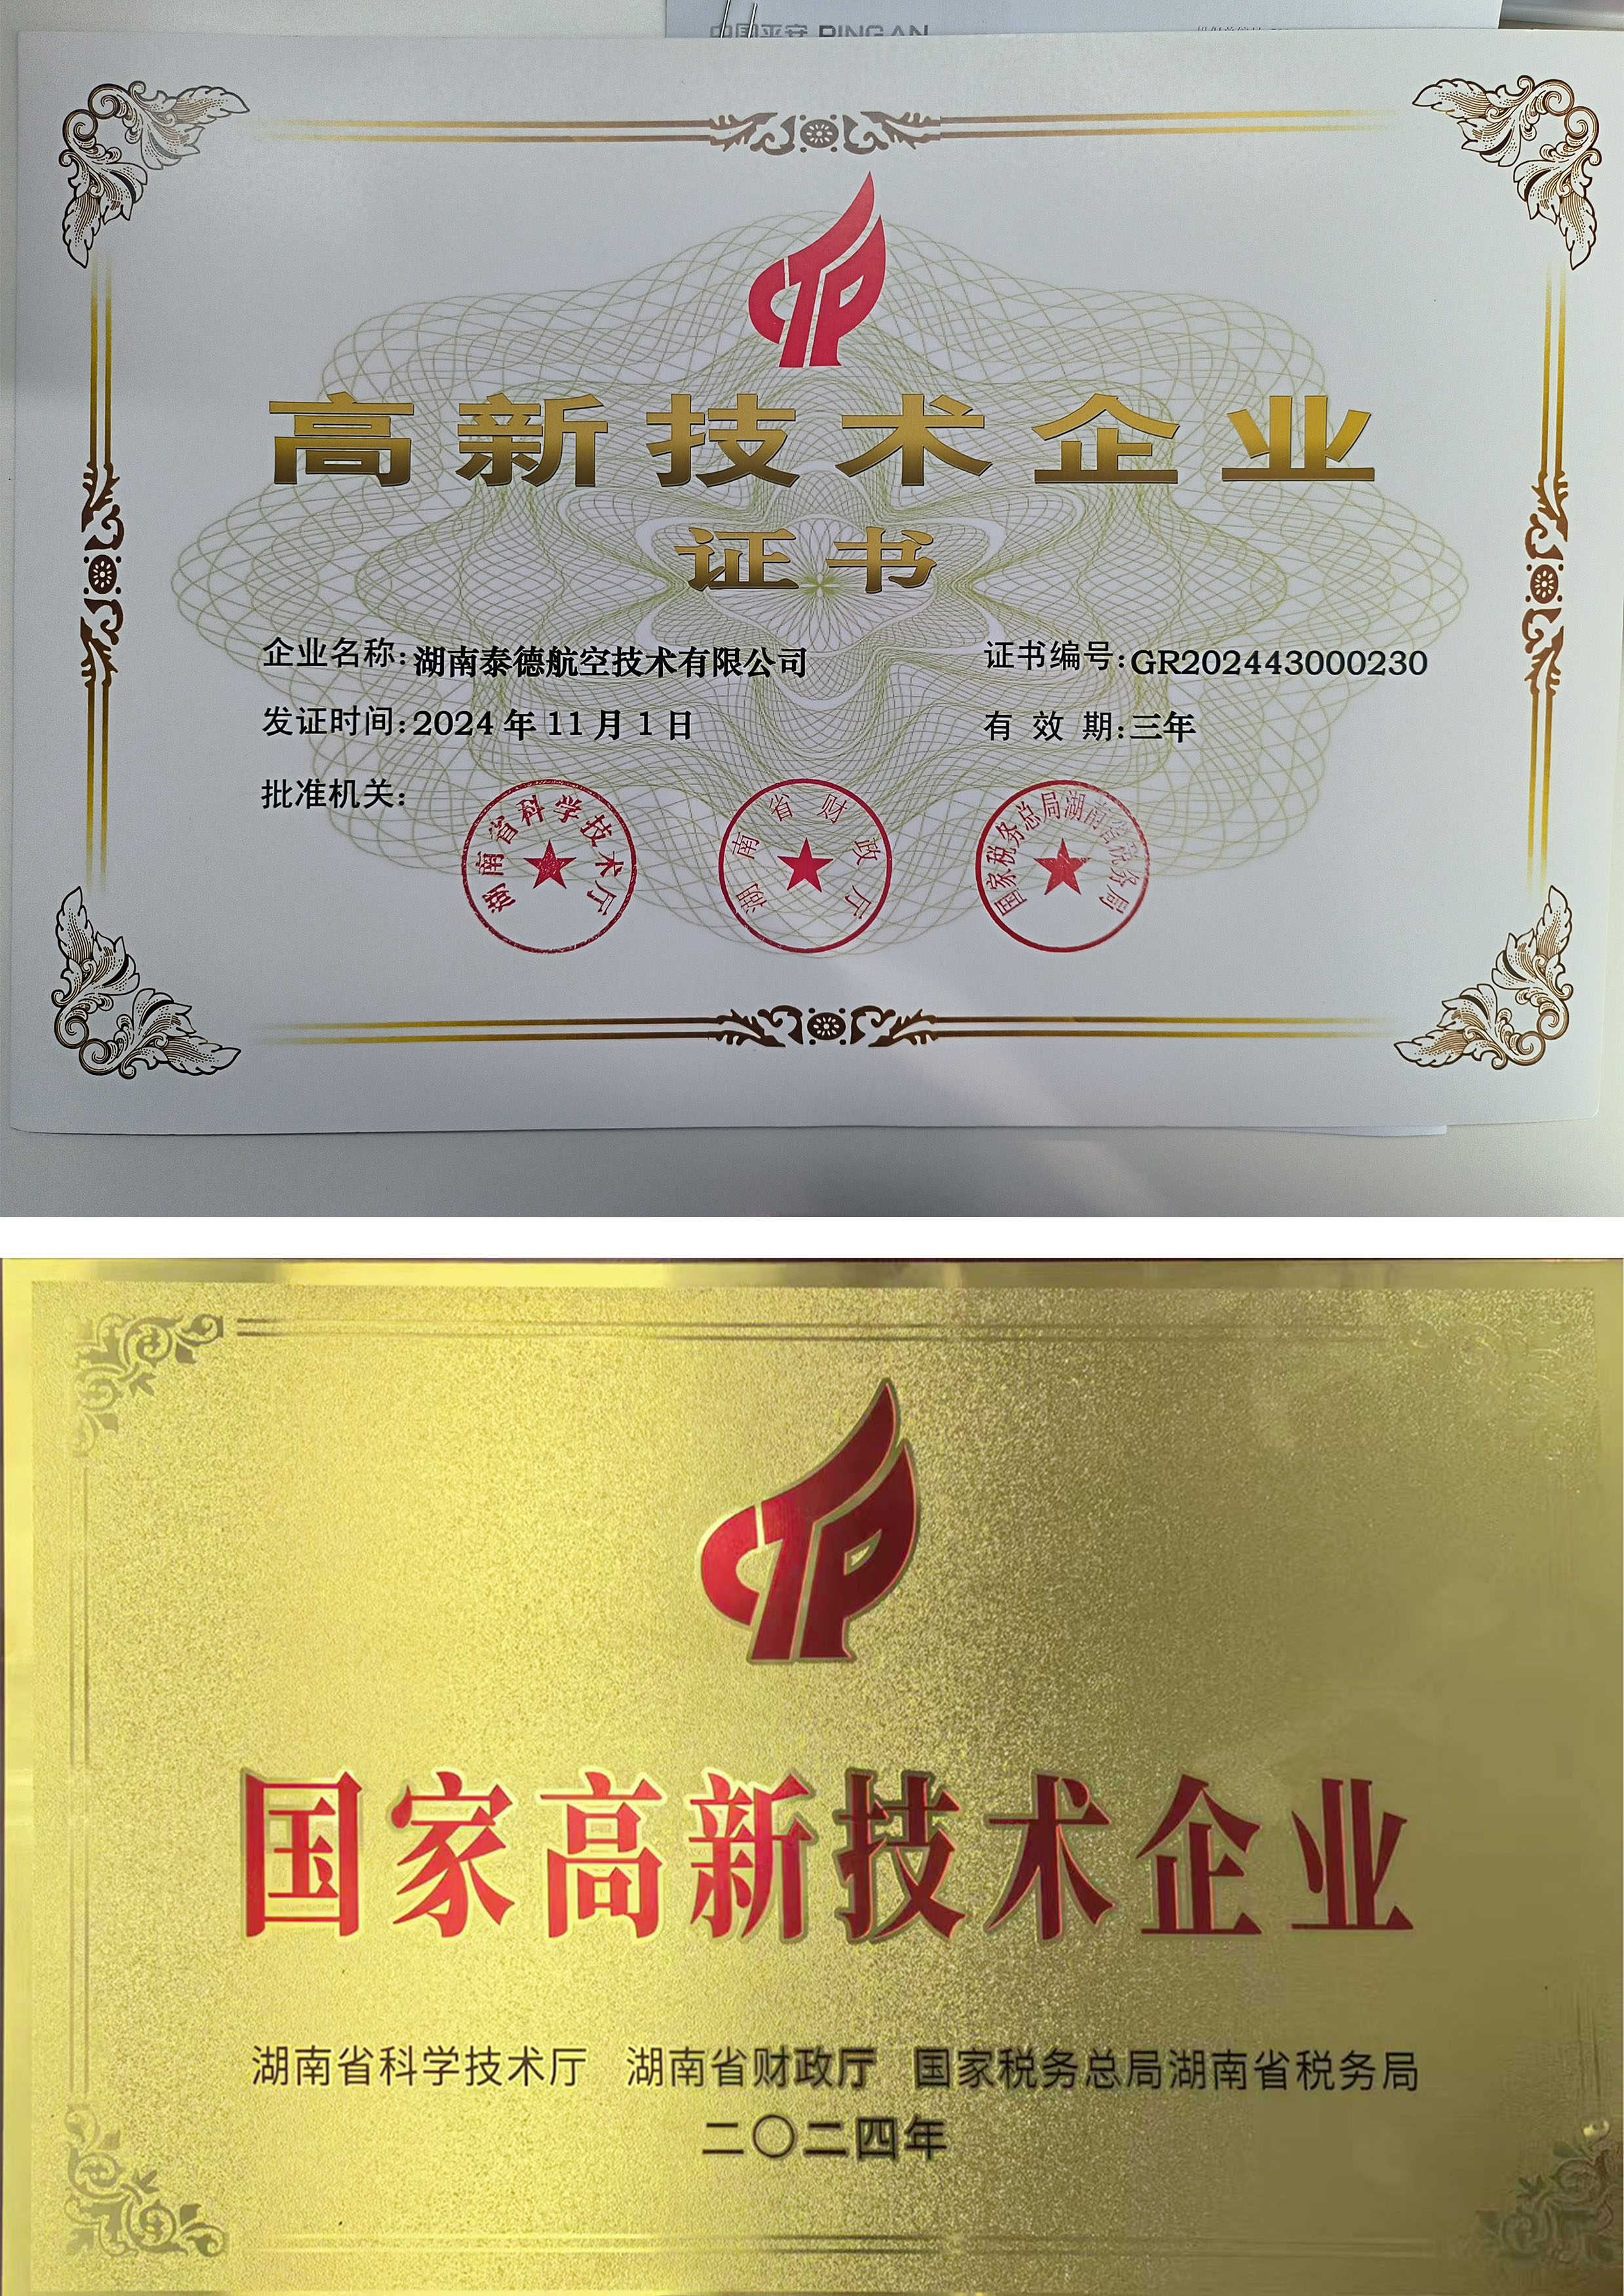 中国平安 PING AN
高新技术企业
证书
企业名称:湖南泰德航空技术有限公司
证书编号:GR202443000230
发证时间:2024年11月1日
有效期:三年
批准机关:
湖南省科学技术厅
湖南省财政厅
国家税务总局湖南省税务局
国家高新技术企业
湖南省科学技术厅 湖南省财政厅 国家税务总局湖南省税务局
二〇二四年